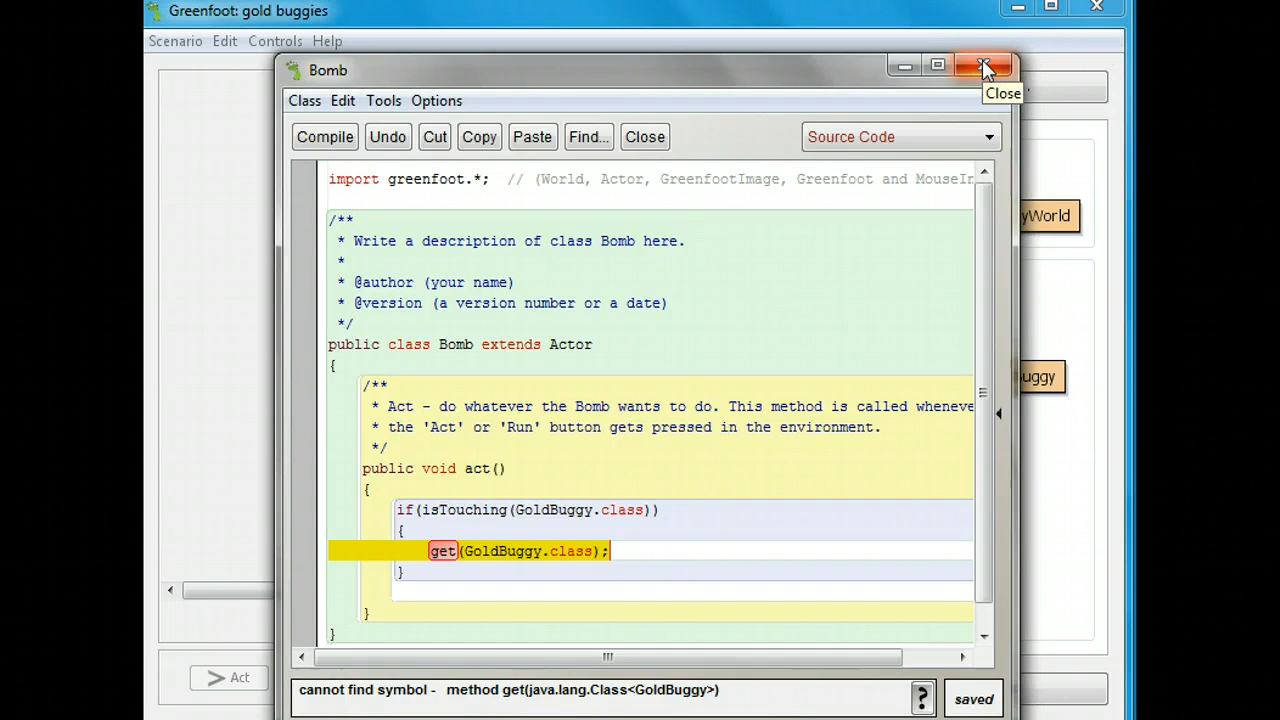 Greenfoot: gold buggies
Scenario Edit Controls Help
Bomb
Close
Class Edit Tools Options
Compile Undo Cut Copy Paste Find... Close Source Code
import greenfoot.*; // (World, Actor, GreenfootImage, Greenfoot and MouseIn
/**
* Write a description of class Bomb here.
*
* @author (your name)
* @version (a version number or a date)
*/
public class Bomb extends Actor
{
/**
* Act - do whatever the Bomb wants to do. This method is called wheneve
* the 'Act' or 'Run' button gets pressed in the environment.
*/
public void act()
{
if(isTouching(GoldBuggy.class))
{
get(GoldBuggy.class);
}
}
}
yWorld
uggy
> Act
cannot find symbol - method get(java.lang.Class<GoldBuggy>)
? saved